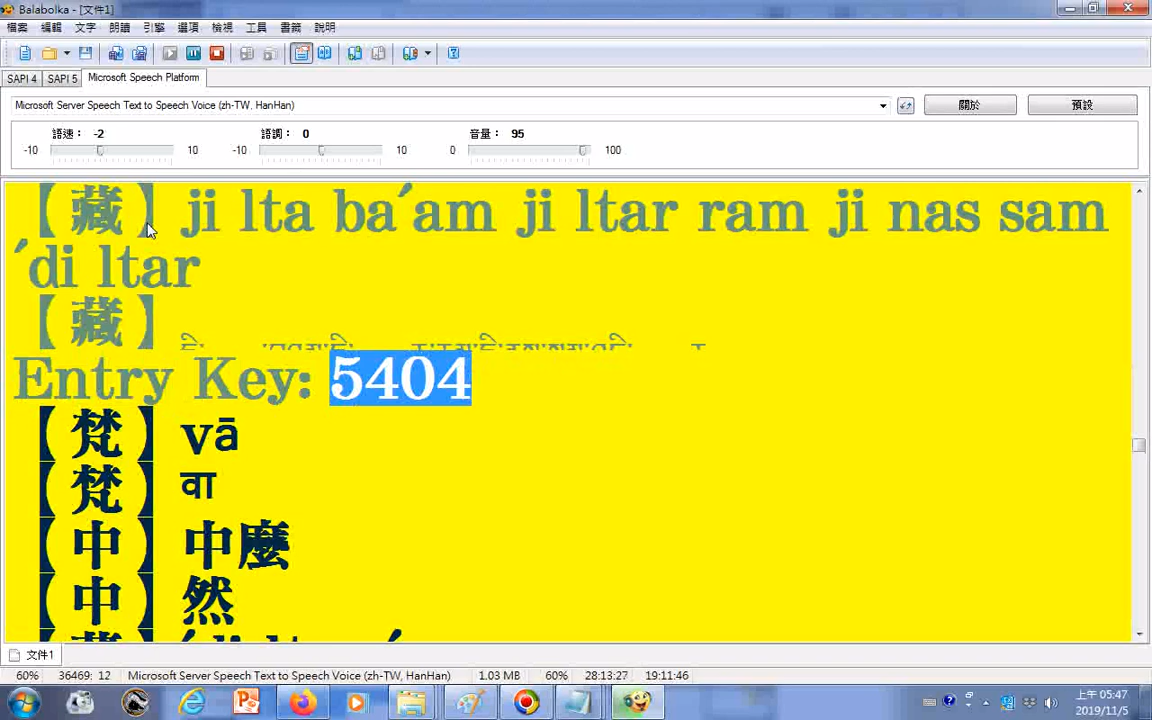 Balabolka - [文件1]
檔案 編輯 文字 朗讀 引擎 選項 檢視 工具 書籤 說明
SAPI 4 SAPI 5 Microsoft Speech Platform
Microsoft Server Speech Text to Speech Voice (zh-TW, HanHan) 關於 預設
語速： -2 語調： 0 音量： 95
-10 10 -10 10 0 100
【藏】 ji lta ba´am ji ltar ram ji nas sam
´di ltar
【藏】
Entry Key: 5404
【梵】 vā
【梵】 वा
【中】 中麼
【中】 然
文件1
60% 36469: 12 Microsoft Server Speech Text to Speech Voice (zh-TW, HanHan) 1.03 MB 60% 28:13:27 19:11:46
上午 05:47
2019/11/5